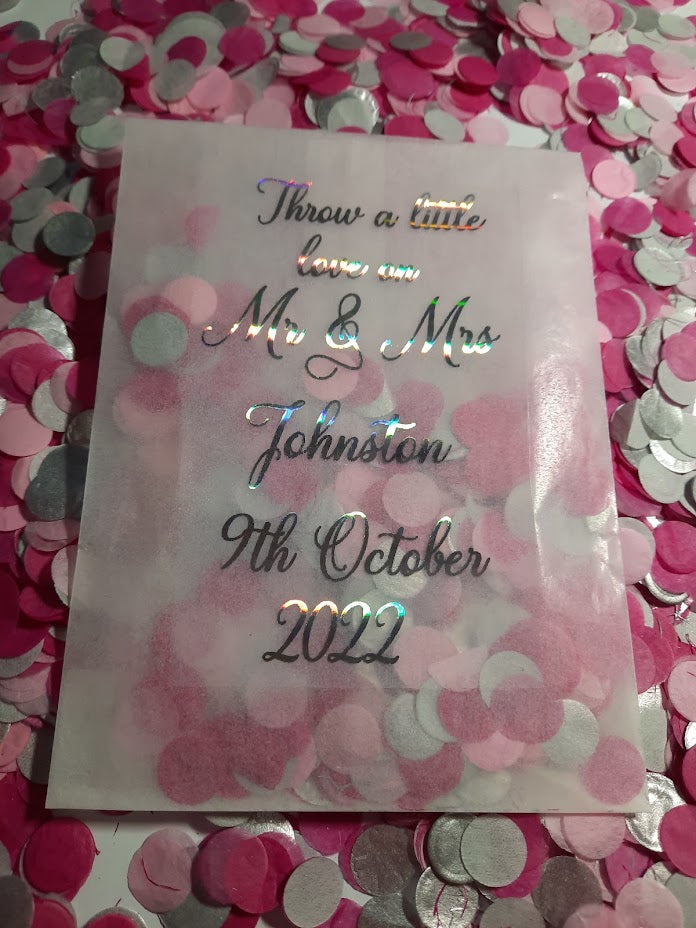 Throw a little
love on
Mr & Mrs
Johnston
9th October
2022